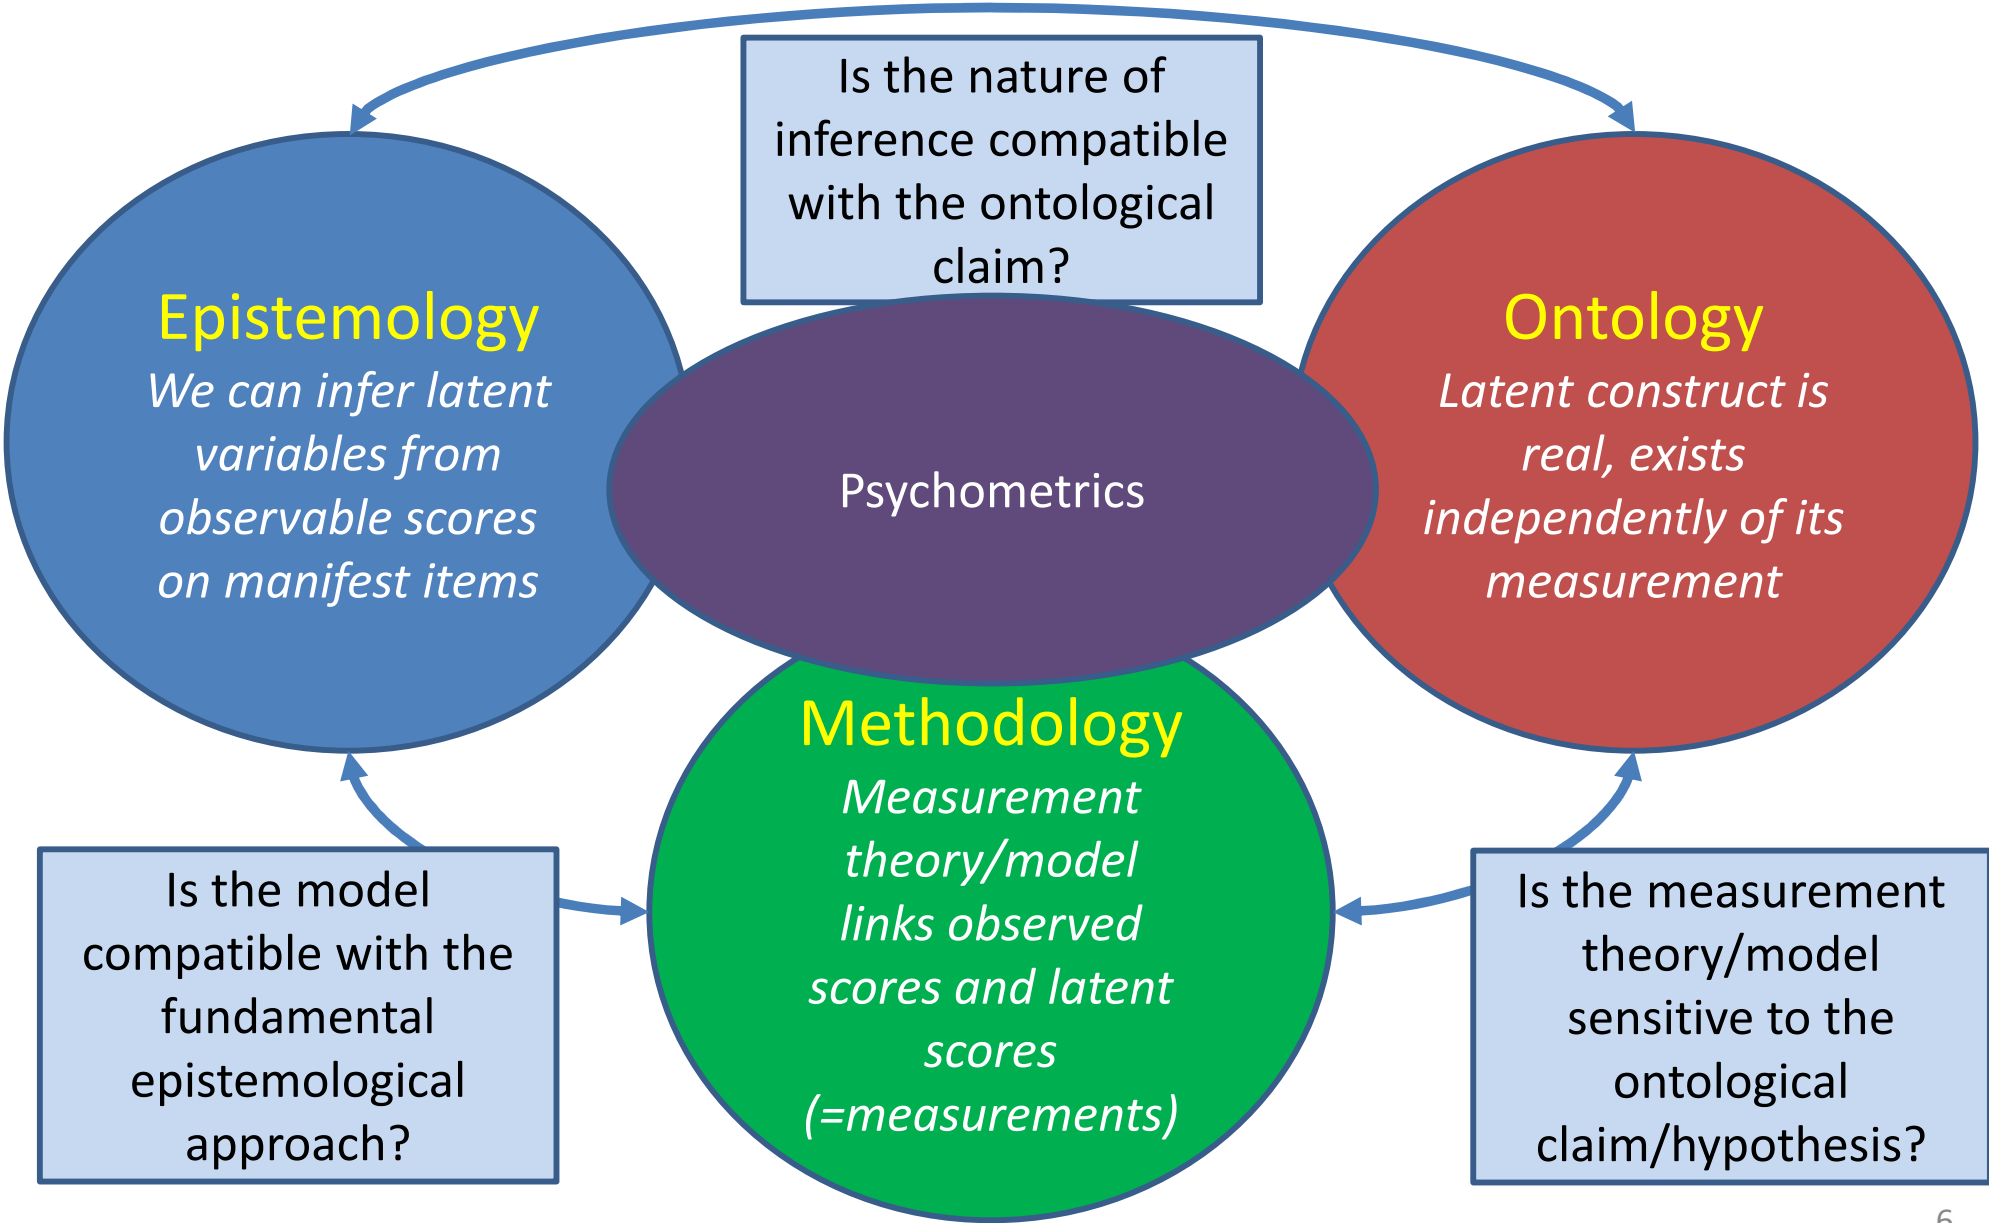 Is the nature of
inference compatible
with the ontological
claim?
Epistemology
We can infer latent
variables from
observable scores
on manifest items
Psychometrics
Ontology
Latent construct is
real, exists
independently of its
measurement
Methodology
Measurement
theory/model
links observed
scores and latent
scores
(=measurements)
Is the model
compatible with the
fundamental
epistemological
approach?
Is the measurement
theory/model
sensitive to the
ontological
claim/hypothesis?
6